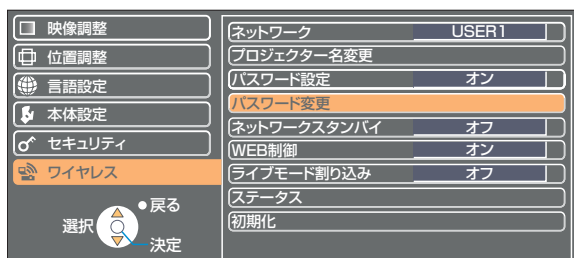 映像調整
位置調整
言語設定
本体設定
セキュリティ
ワイヤレス
選択
戻る
決定
ネットワーク USER1
プロジェクター名変更
パスワード設定 オン
パスワード変更
ネットワークスタンバイ オフ
WEB制御 オン
ライブモード割り込み オフ
ステータス
初期化